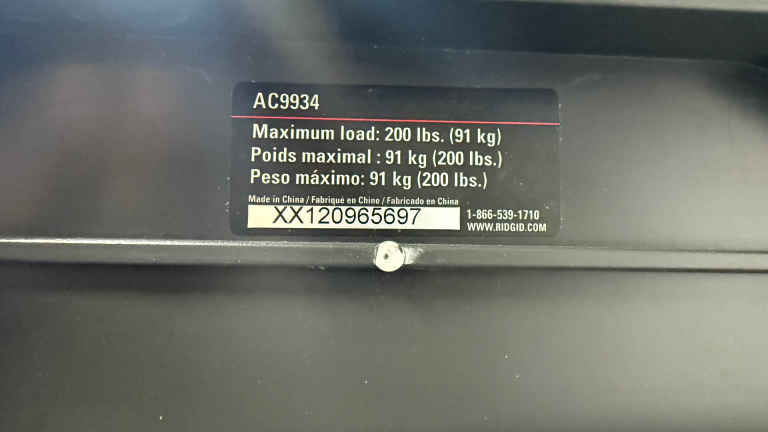 AC9934
Maximum load: 200 lbs. (91 kg)
Poids maximal : 91 kg (200 lbs.)
Peso máximo: 91 kg (200 lbs.)
Made in China / Fabriqué en Chine / Fabricado en China
XX120965697
1-866-539-1710
WWW.RIDGID.COM